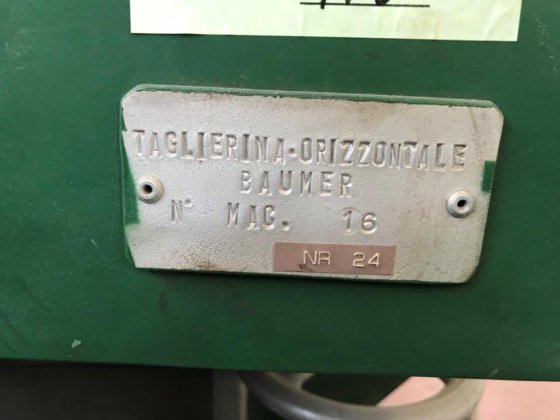 TAGLIERINA-ORIZZONTALE
BAUMER
N° MAC. 16
NR 24